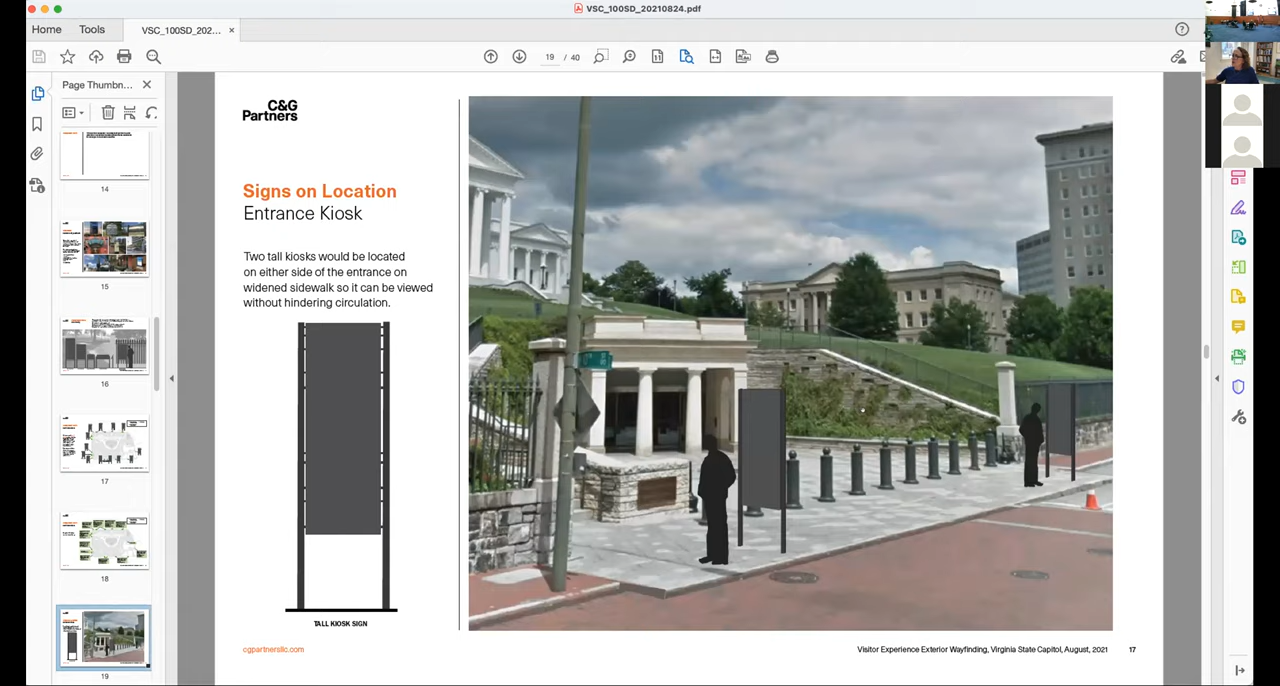 VSC_100SD_20210824.pdf
Home
Tools
VSC_100SD_202...
19 / 40
Page Thumbn...
14
15
16
17
18
19
C&G
Partners
Signs on Location
Entrance Kiosk
Two tall kiosks would be located
on either side of the entrance on
widened sidewalk so it can be viewed
without hindering circulation.
TALL KIOSK SIGN
cgpartnersllc.com
Visitor Experience Exterior Wayfinding, Virginia State Capitol, August, 2021
17